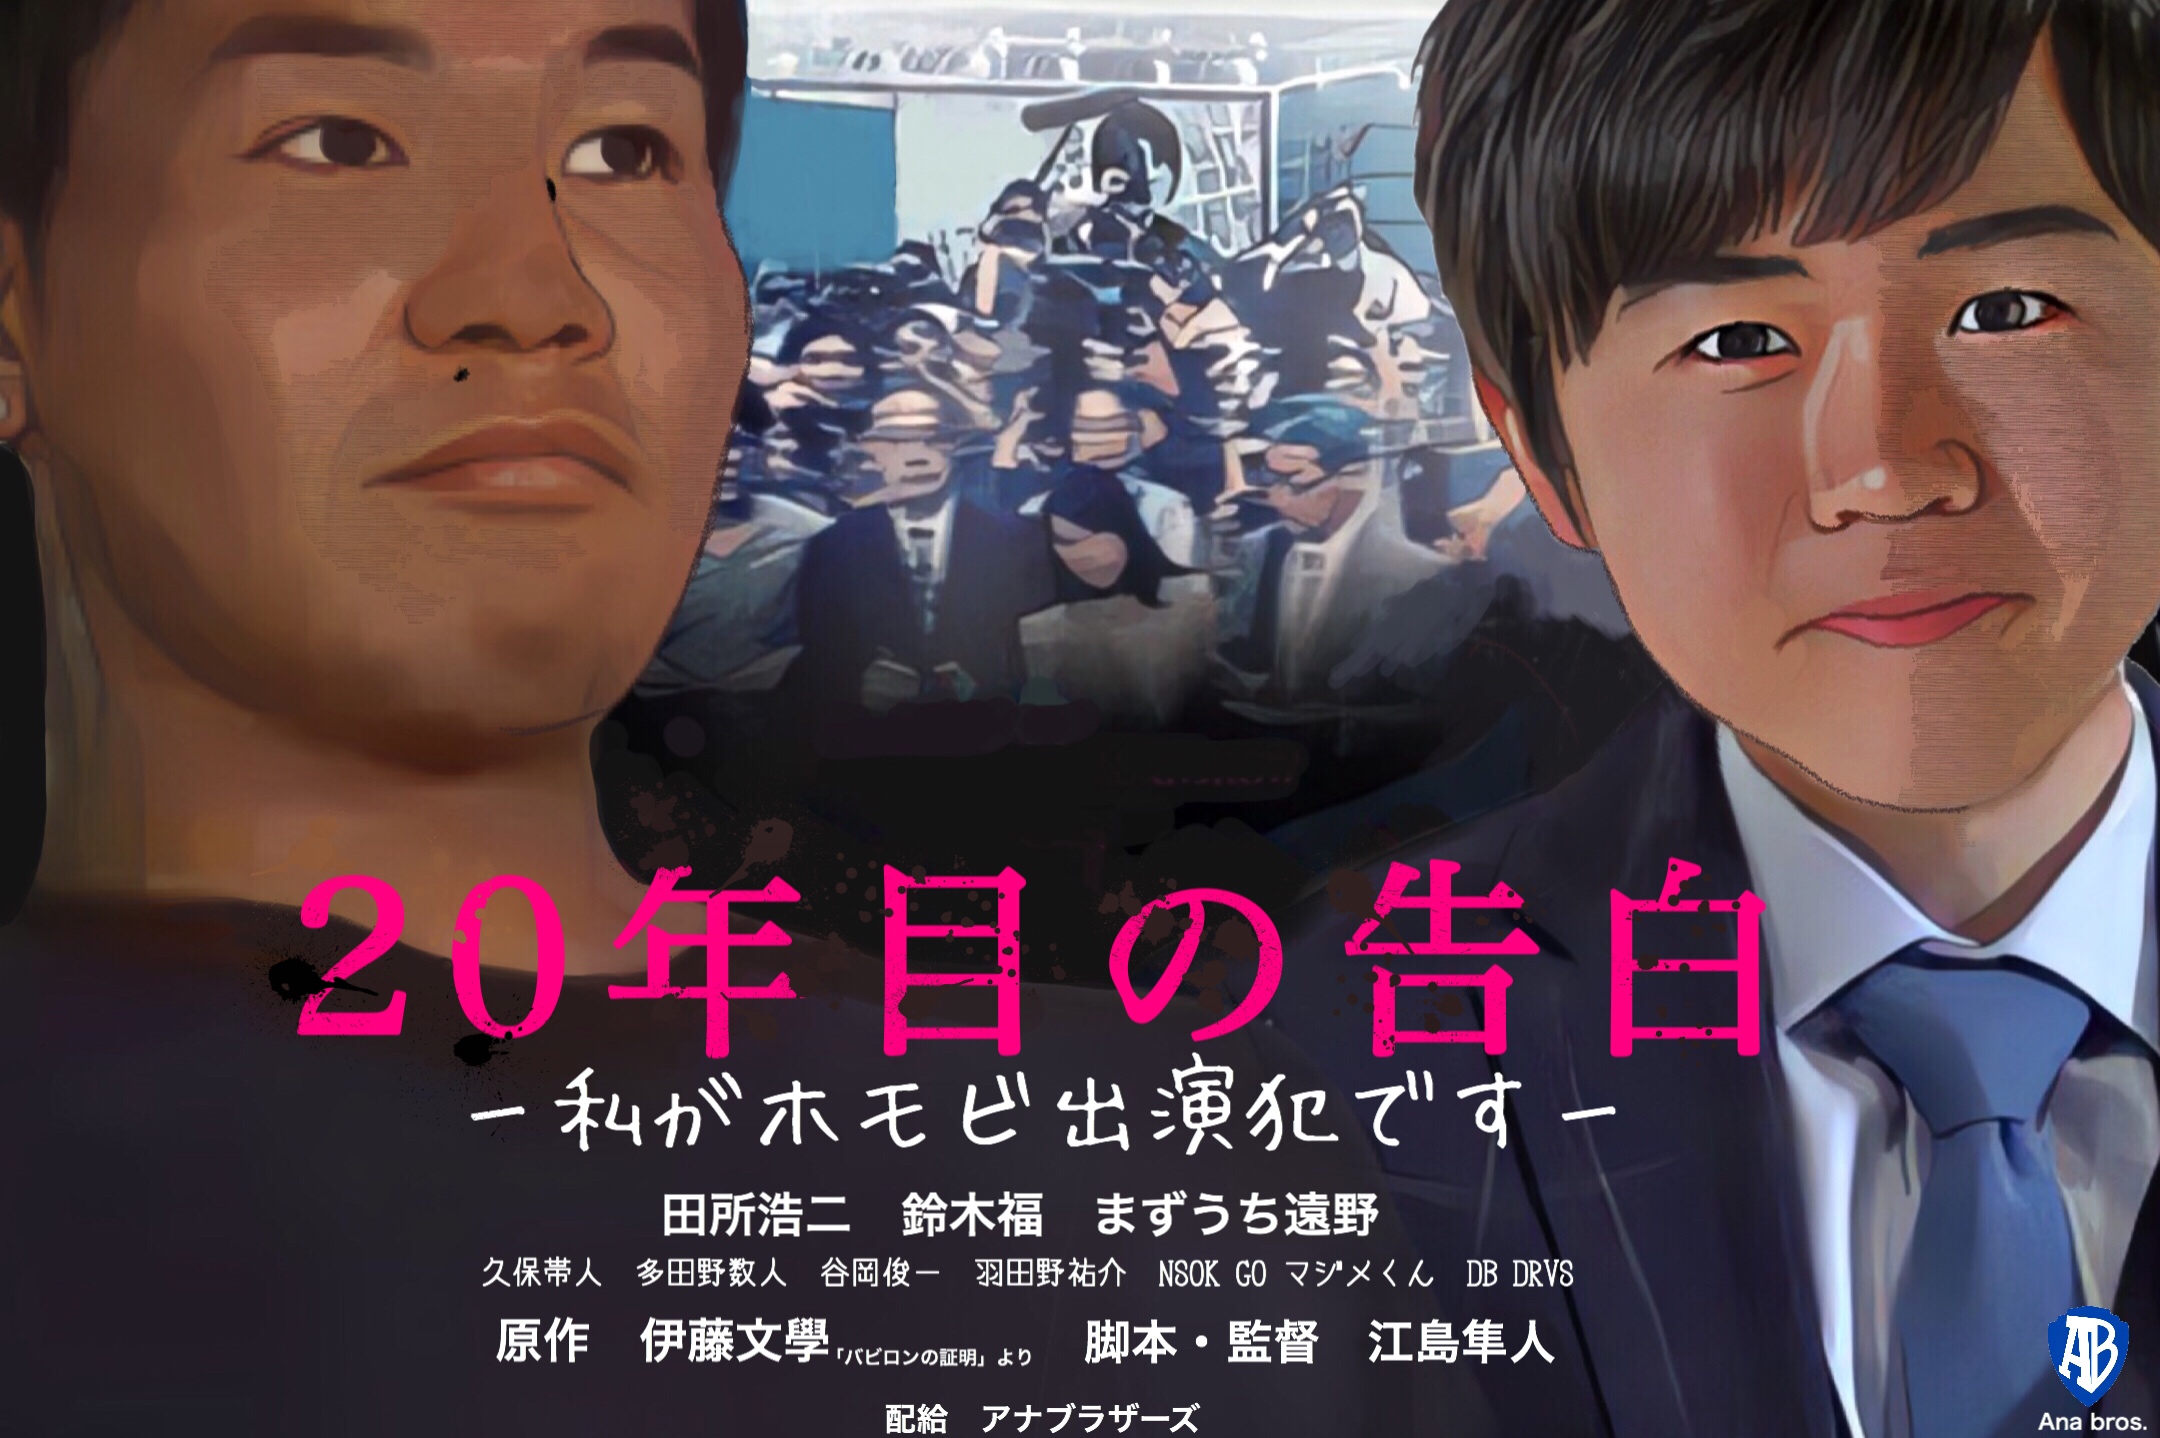 20年目の告白
－私がホモビ出演犯です－
田所浩二　鈴木福　まずうち遠野
久保帯人　多田野数人　谷岡俊一　羽田野祐介　NSOK GO マジメくん　DB DRVS
原作　伊藤文學「バビロンの証明」より　脚本・監督　江島隼人
配給　アナブラザーズ
AB
Ana bros.